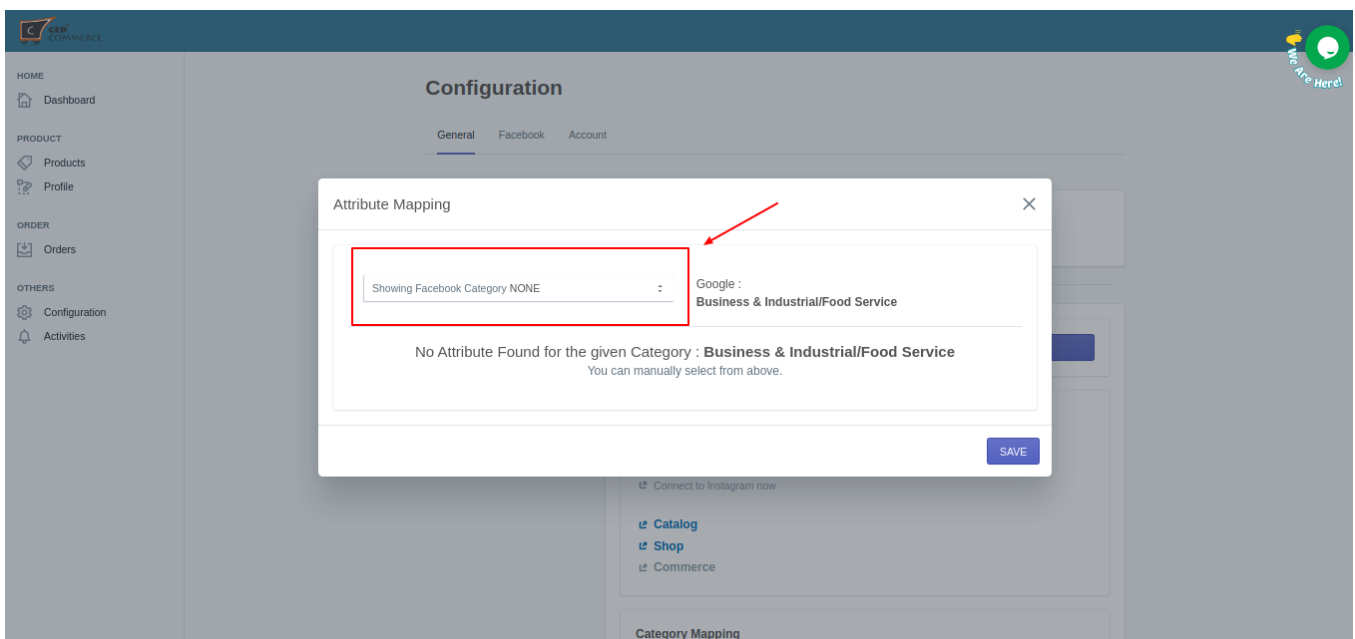 CED
COMMERCE
HOME
Dashboard
PRODUCT
Products
Profile
ORDER
Orders
OTHERS
Configuration
Activities
We Are Here!
Configuration
General Facebook Account
Attribute Mapping
Showing Facebook Category NONE
Google :
Business & Industrial/Food Service
No Attribute Found for the given Category : Business & Industrial/Food Service
You can manually select from above.
SAVE
Connect to Instagram now
Catalog
Shop
Commerce
Category Mapping